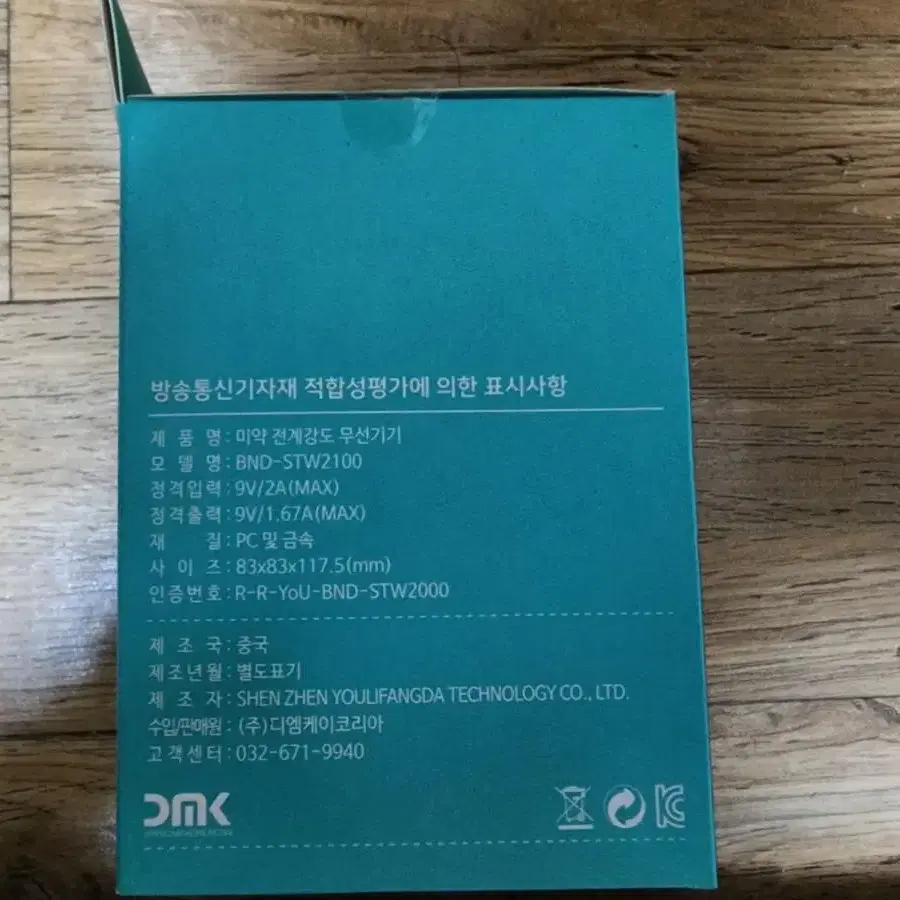 방송통신기자재 적합성평가에 의한 표시사항
제 품 명 : 미약 전계강도 무선기기
모 델 명 : BND-STW2100
정격입력 : 9V/2A(MAX)
정격출력 : 9V/1.67A(MAX)
재 질 : PC 및 금속
사 이 즈 : 83x83x117.5(mm)
인증번호 : R-R-YoU-BND-STW2000
제 조 국 : 중국
제조년월 : 별도표기
제 조 자 : SHEN ZHEN YOULIFANGDA TECHNOLOGY CO., LTD.
수입/판매원 : (주)디엠케이코리아
고객센터 : 032-671-9940
DMK